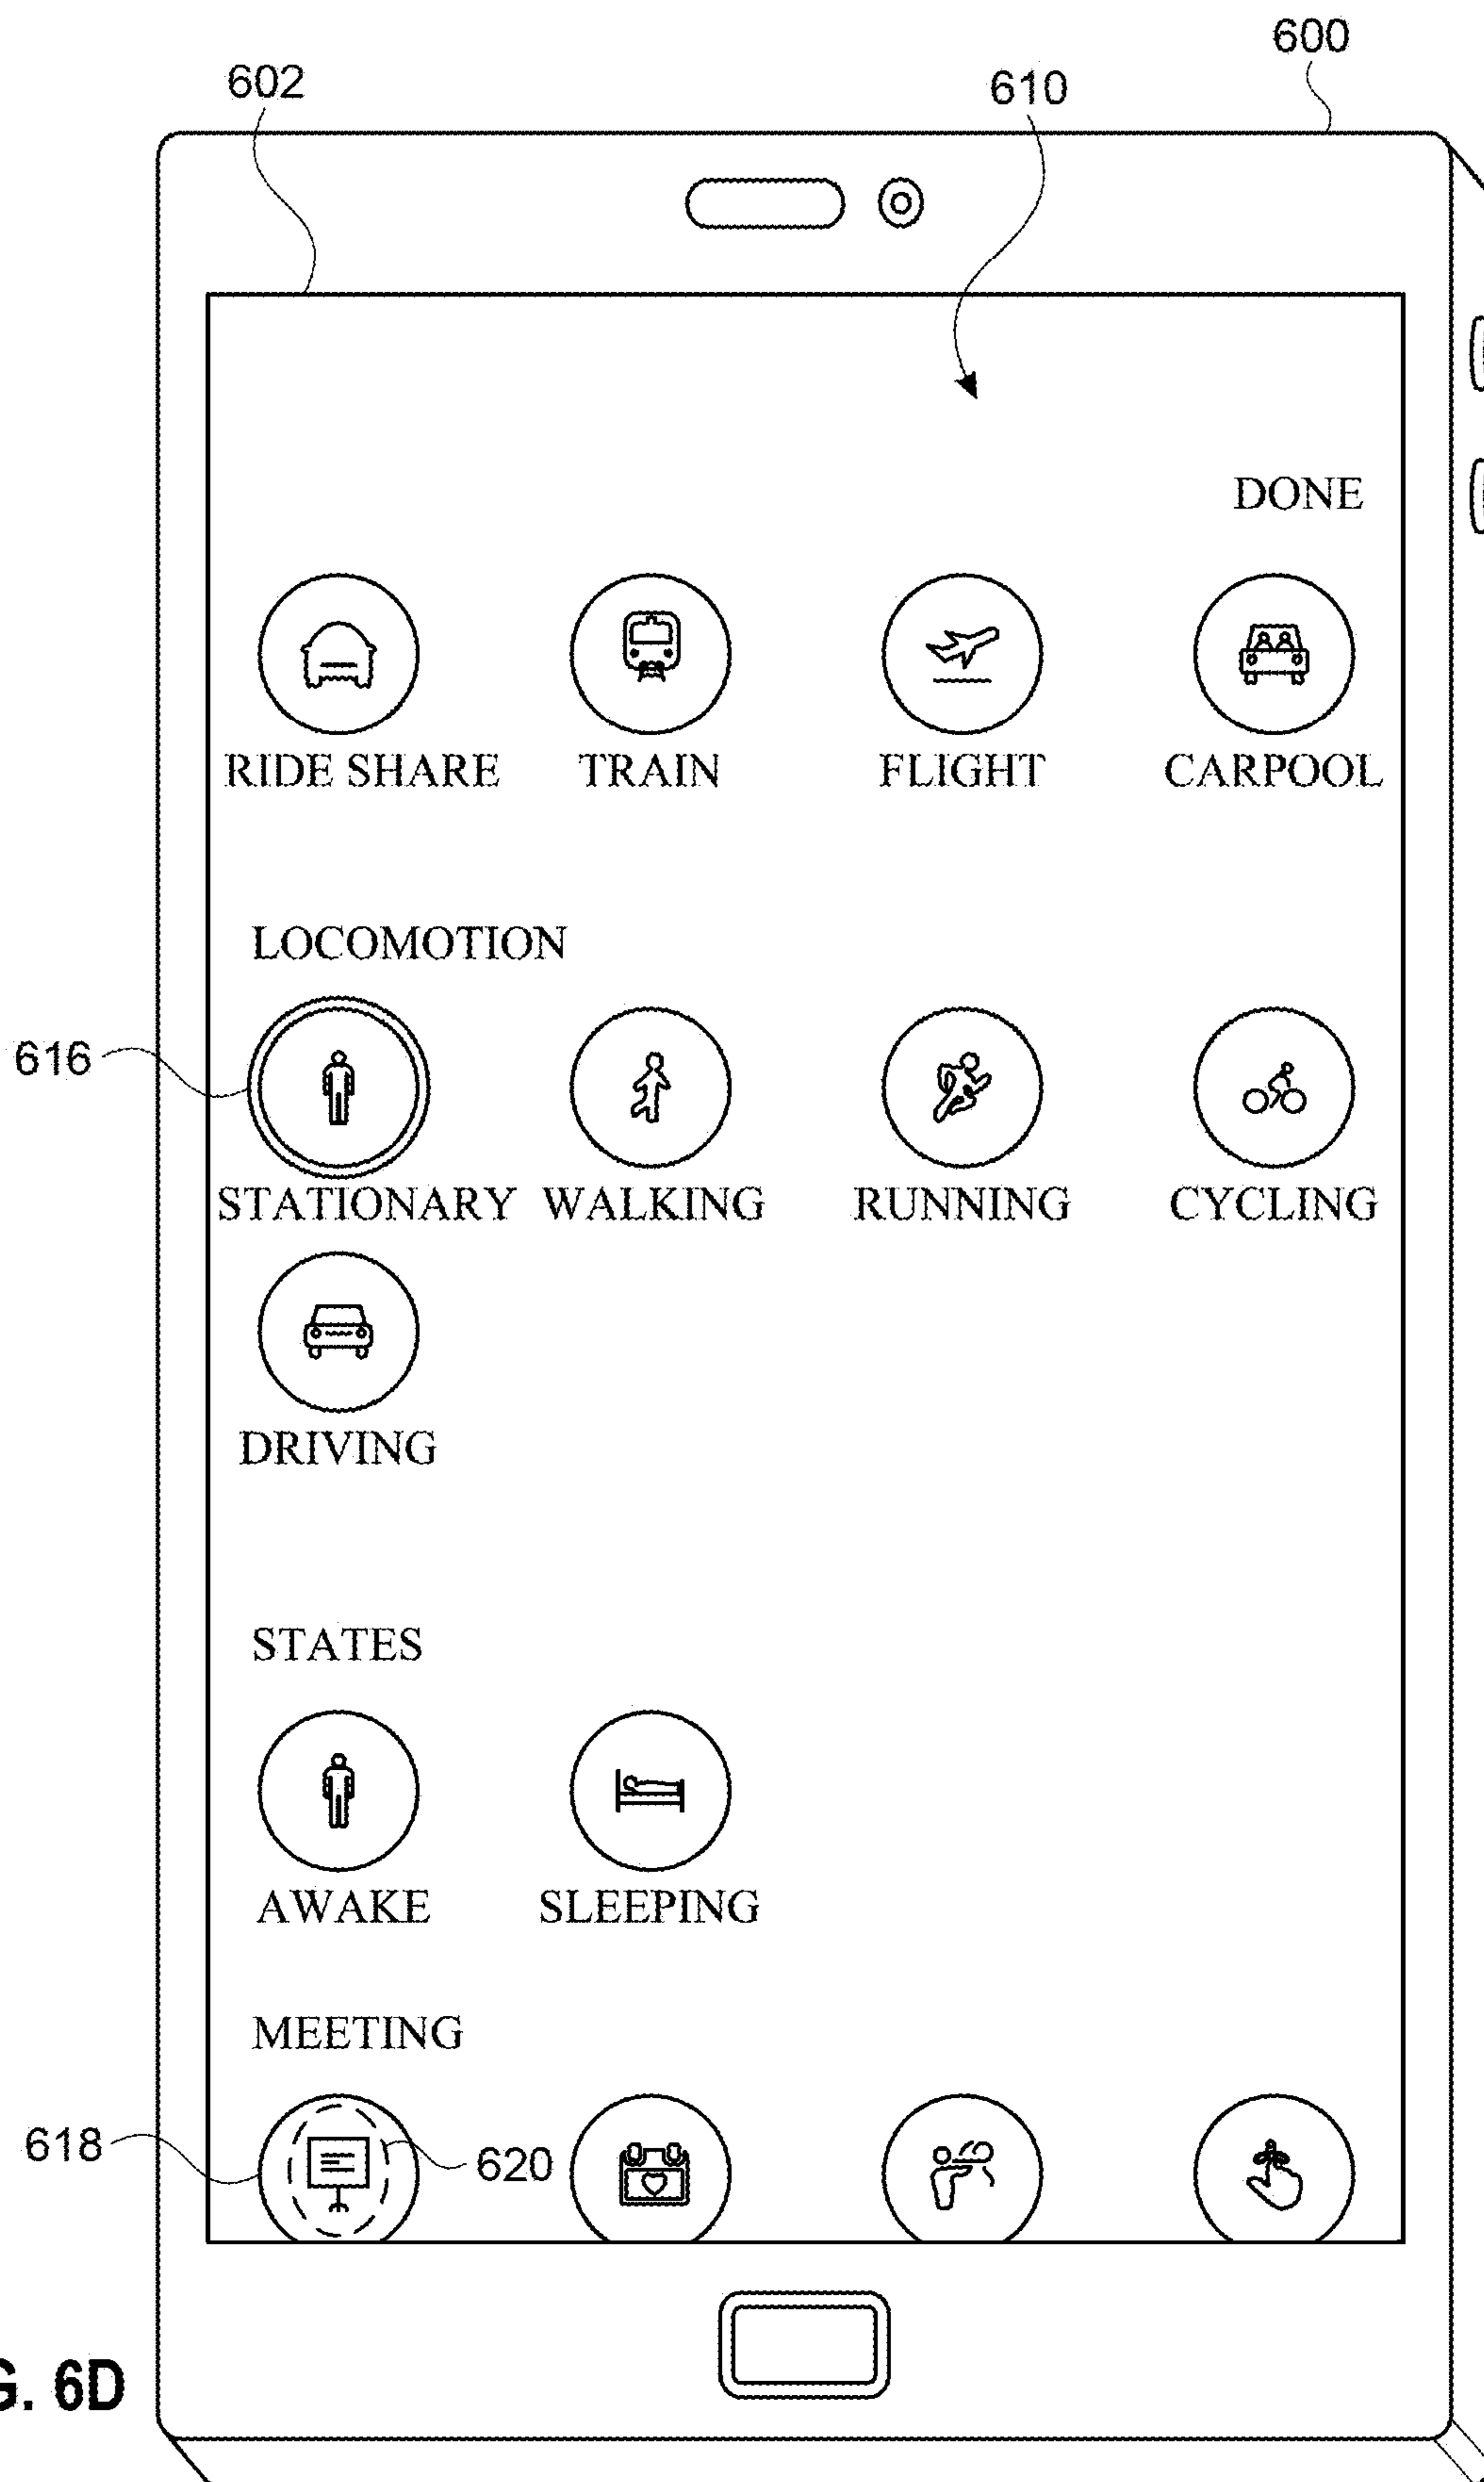 600
602
610
DONE
RIDE SHARE TRAIN FLIGHT CARPOOL
LOCOMOTION
616
STATIONARY WALKING RUNNING CYCLING
DRIVING
STATES
AWAKE SLEEPING
MEETING
618
620
G. 6D